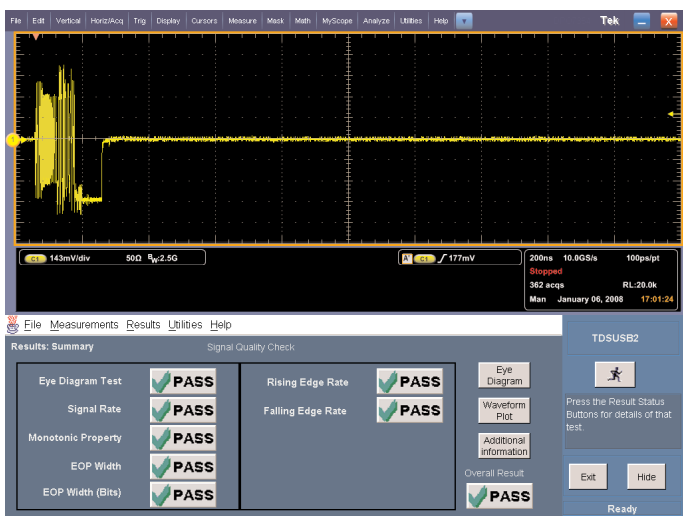 File Edit Vertical Horiz/Acq Trig Display Cursors Measure Mask Math MyScope Analyze Utilities Help Tek
1
C1 143mV/div 50Ω BW:2.5G
A' C1 177mV
200ns 10.0GS/s 100ps/pt
Stopped
362 acqs RL:20.0k
Man January 06, 2008 17:01:24
File Measurements Results Utilities Help
Results: Summary Signal Quality Check
TDSUSB2
Eye Diagram Test PASS
Signal Rate PASS
Monotonic Property PASS
EOP Width PASS
EOP Width (Bits) PASS
Rising Edge Rate PASS
Falling Edge Rate PASS
Eye
Diagram
Waveform
Plot
Additional
information
Overall Result
PASS
Press the Result Status
Buttons for details of that
test.
Exit Hide
Ready